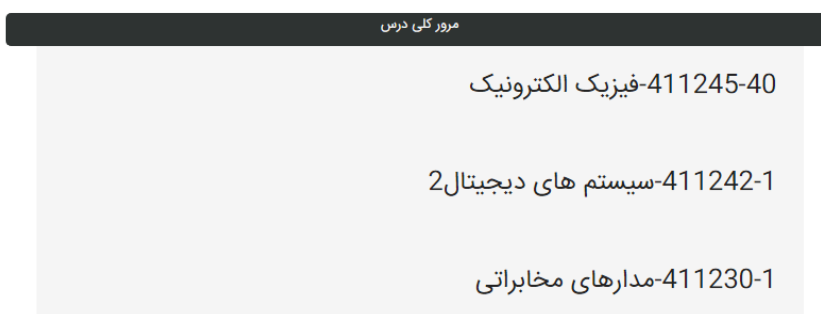 مرور کلی درس
411245-40-فیزیک الکترونیک
411242-1-سیستم های دیجیتال2
411230-1-مدارهای مخابراتی